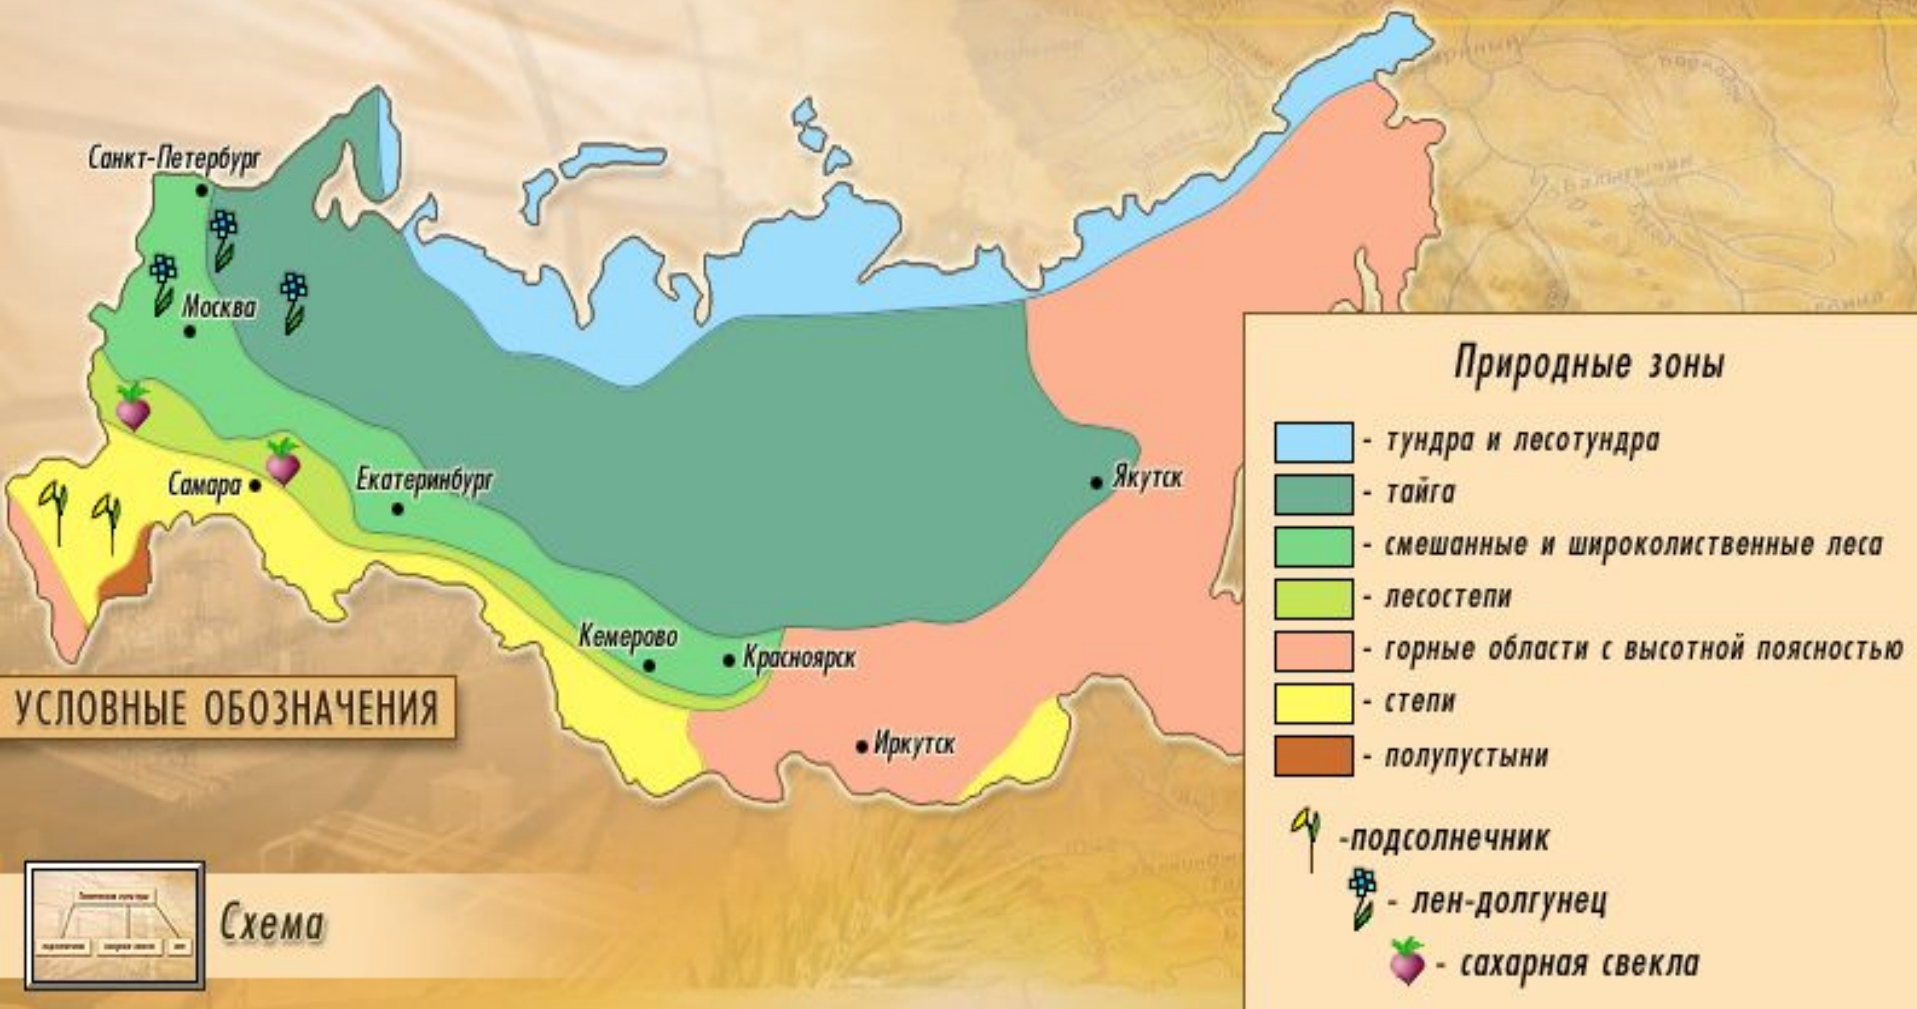 Санкт-Петербург
Москва
Самара
Екатеринбург
Якутск
Кемерово
Красноярск
Иркутск
УСЛОВНЫЕ ОБОЗНАЧЕНИЯ
Схема
Природные зоны
- тундра и лесотундра
- тайга
- смешанные и широколиственные леса
- лесостепи
- горные области с высотной поясностью
- степи
- полупустыни
-подсолнечник
- лен-долгунец
- сахарная свекла